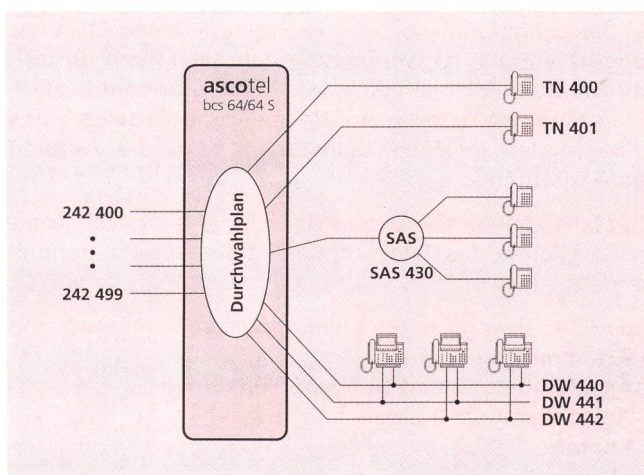 ascotel
bcs 64/64 S
TN 400
TN 401
242 400
242 499
Durchwahlplan
SAS
SAS 430
DW 440
DW 441
DW 442